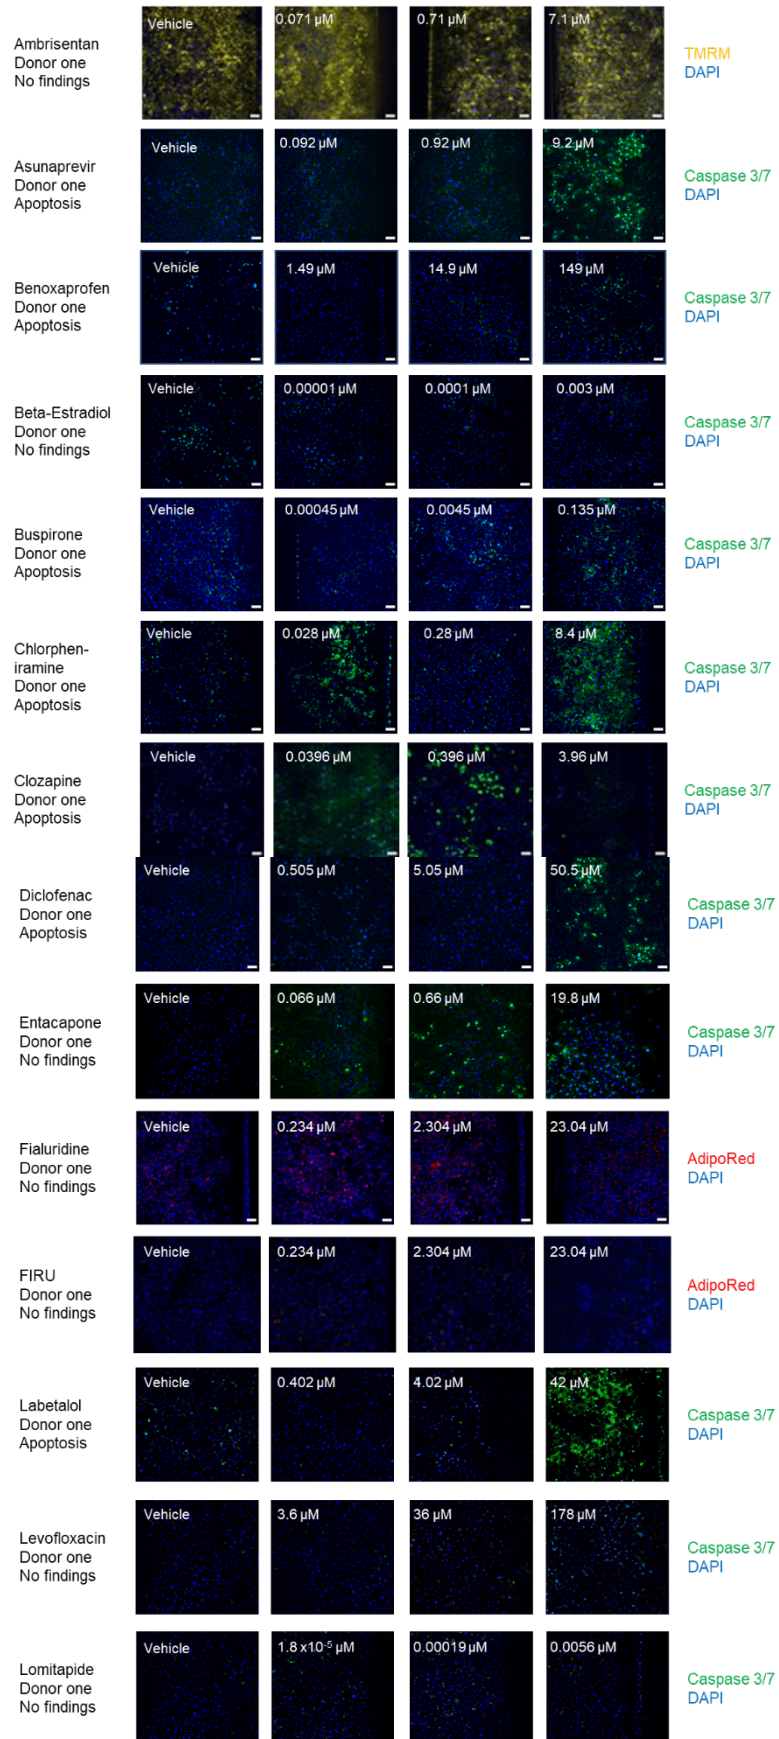 Ambrisentan
Donor one
No findings
Vehicle
0.071 µM
0.71 µM
7.1 µM
TMRM
DAPI
Asunaprevir
Donor one
Apoptosis
Vehicle
0.092 µM
0.92 µM
9.2 µM
Caspase 3/7
DAPI
Benoxaprofen
Donor one
Apoptosis
Vehicle
1.49 µM
14.9 µM
149 µM
Caspase 3/7
DAPI
Beta-Estradiol
Donor one
No findings
Vehicle
0.00001 µM
0.0001 µM
0.003 µM
Caspase 3/7
DAPI
Buspirone
Donor one
Apoptosis
Vehicle
0.00045 µM
0.0045 µM
0.135 µM
Caspase 3/7
DAPI
Chlorphen-
iramine
Donor one
Apoptosis
Vehicle
0.028 µM
0.28 µM
8.4 µM
Caspase 3/7
DAPI
Clozapine
Donor one
Apoptosis
Vehicle
0.0396 µM
0.396 µM
3.96 µM
Caspase 3/7
DAPI
Diclofenac
Donor one
Apoptosis
Vehicle
0.505 µM
5.05 µM
50.5 µM
Caspase 3/7
DAPI
Entacapone
Donor one
No findings
Vehicle
0.066 µM
0.66 µM
19.8 µM
Caspase 3/7
DAPI
Fialuridine
Donor one
No findings
Vehicle
0.234 µM
2.304 µM
23.04 µM
AdipoRed
DAPI
FIRU
Donor one
No findings
Vehicle
0.234 µM
2.304 µM
23.04 µM
AdipoRed
DAPI
Labetalol
Donor one
Apoptosis
Vehicle
0.402 µM
4.02 µM
42 µM
Caspase 3/7
DAPI
Levofloxacin
Donor one
No findings
Vehicle
3.6 µM
36 µM
178 µM
Caspase 3/7
DAPI
Lomitapide
Donor one
No findings
Vehicle
1.8 x10⁻⁵ µM
0.00019 µM
0.0056 µM
Caspase 3/7
DAPI